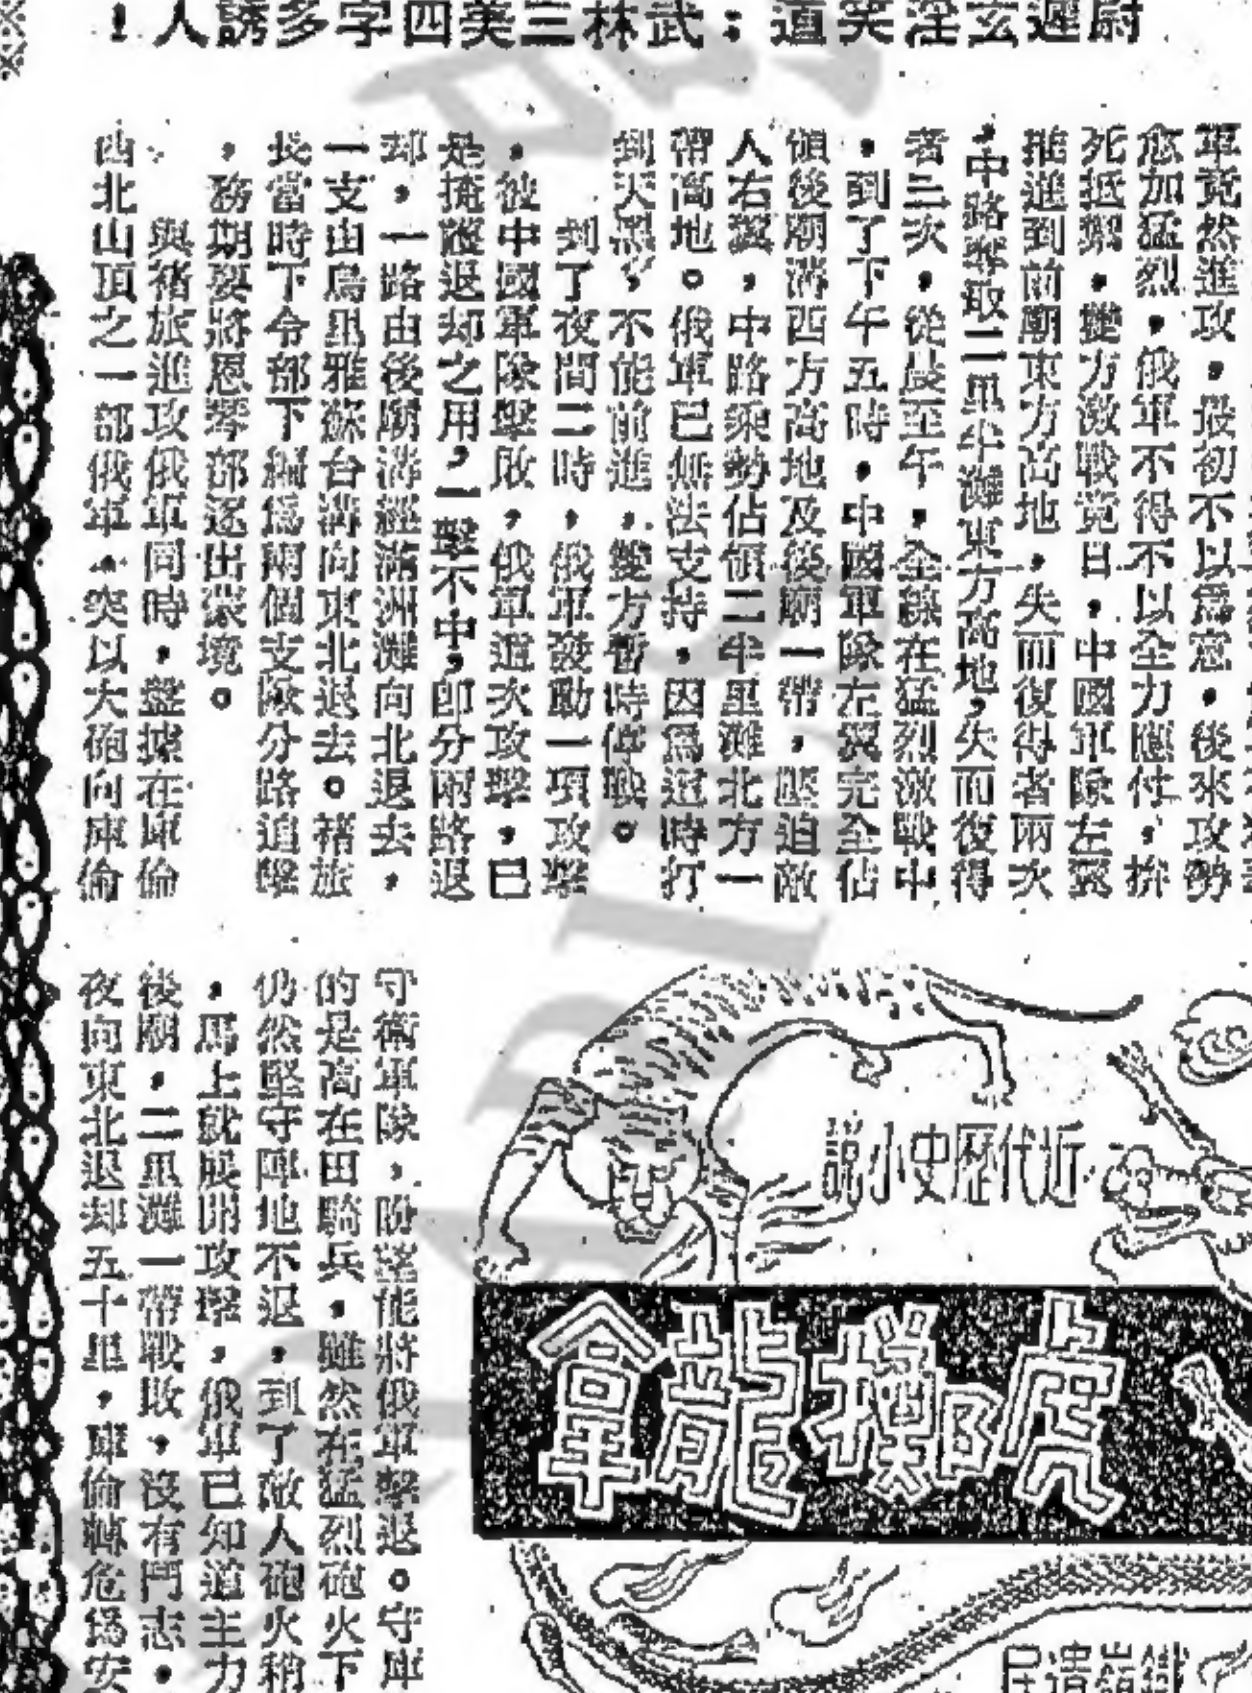 尉遲玄淫笑道；武林三美四字多誘人！
軍竟然進攻，最初不以爲意，後來攻勢
愈加猛烈，俄軍不得不以全力應付，拚
死抵禦，雙方激戰竟日，中國軍隊左翼
推進到前廟東方高地，失而復得者兩次
，中路奪取二里半灘東方高地，失而復得
者三次，從晨至午，全線在猛烈激戰中
，到了下午五時，中國軍隊左翼完全佔
領後廟溝西方高地及後廟一帶，壓迫敵
人右翼，中路乘勢佔領二半里灘北方一
帶高地。俄軍已無法支持，因爲這時打
到天黑，不能前進，雙方暫時停戰。
到了夜間二時，俄軍發動一項攻擊
，被中國軍隊擊敗，俄軍這次攻擊，已
是掩護退却之用，一擊不中，即分兩路退
却，一路由後廟溝經滿洲灘向北退去，
一支由烏里雅蘇台溝向東北退去。褚旅
長當時下令部下編爲兩個支隊分路追擊
，務期要將恩琴部逐出蒙境。
與褚旅進攻俄軍同時，盤據在庫倫
西北山頂之一部俄軍，突以大砲向庫倫
守衛軍隊，防堵能將俄軍擊退。守庫
的是高在田騎兵，雖然在猛烈砲火下
仍然堅守陣地不退，到了敵人砲火稍
，馬上就展開攻擊，俄軍已知道主力
後廟，二里灘一帶戰敗，沒有鬥志，
夜向東北退却五十里，庫倫轉危爲安
近代歷史小說
虎擲龍拏
鐵嶺遺民